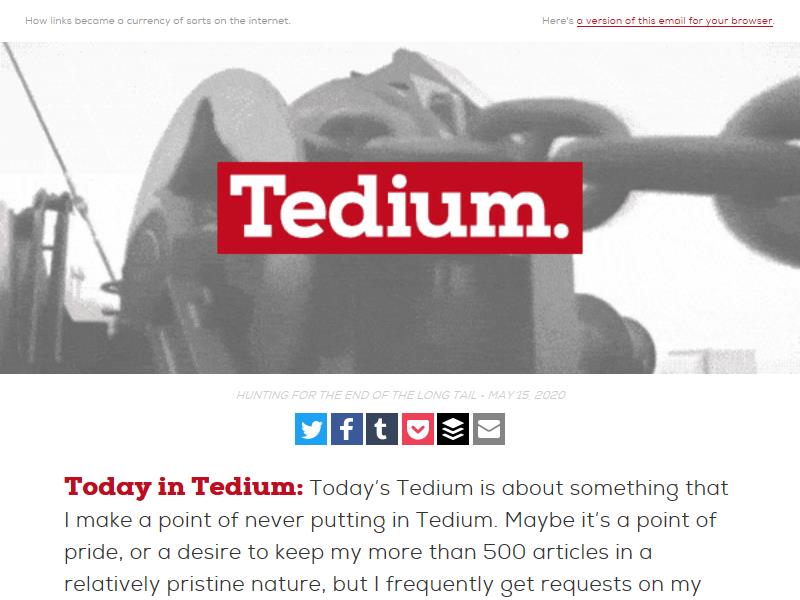 How links became a currency of sorts on the internet.
Here's a version of this email for your browser.
Tedium.
HUNTING FOR THE END OF THE LONG TAIL - MAY 15, 2020
Today in Tedium: Today's Tedium is about something that
I make a point of never putting in Tedium. Maybe it's a point of
pride, or a desire to keep my more than 500 articles in a
relatively pristine nature, but I frequently get requests on my